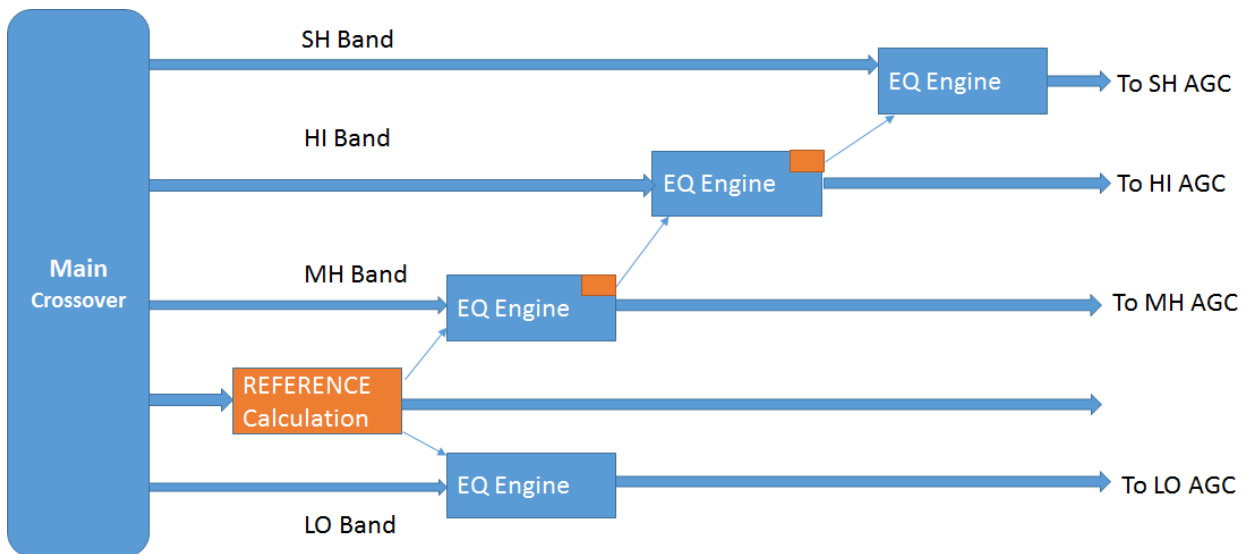 SH Band
EQ Engine
To SH AGC
HI Band
EQ Engine
To HI AGC
Main
Crossover
MH Band
EQ Engine
To MH AGC
REFERENCE
Calculation
EQ Engine
To LO AGC
LO Band